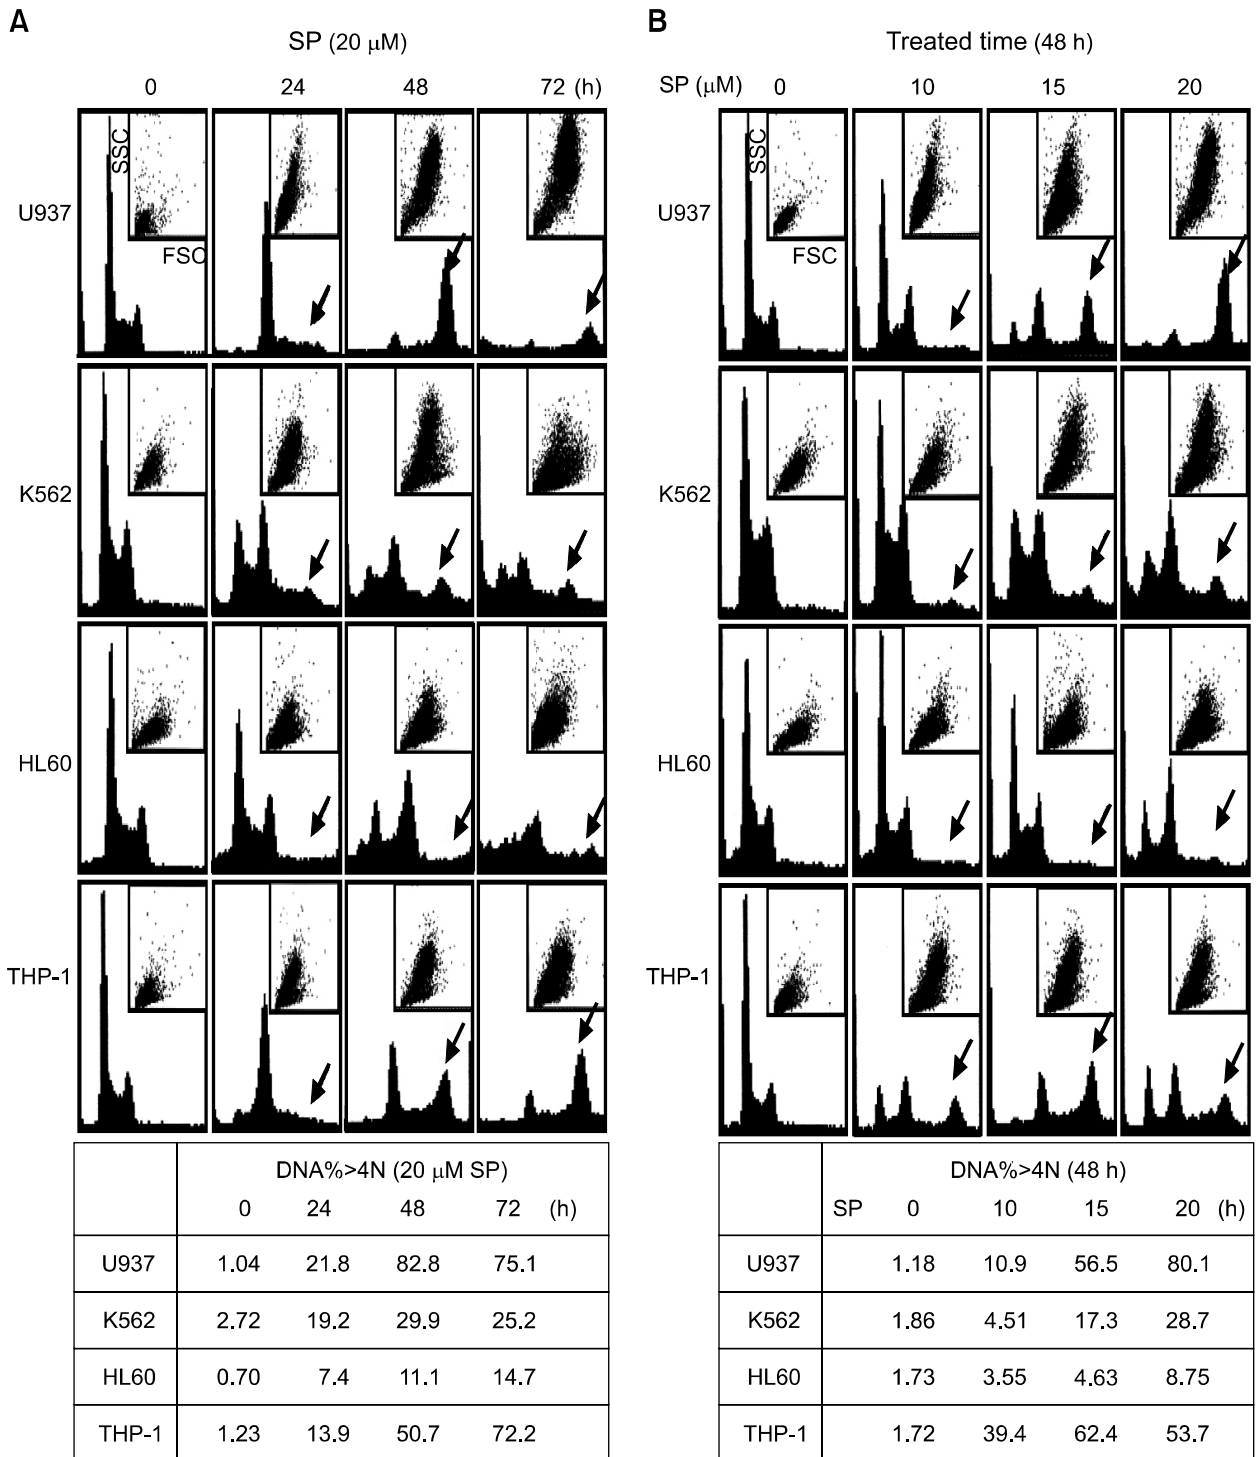 A
SP (20 μM)
0 24 48 72 (h)
U937
SSC
FSC
K562
HL60
THP-1
DNA%>4N (20 μM SP)
0 24 48 72 (h)
U937 1.04 21.8 82.8 75.1
K562 2.72 19.2 29.9 25.2
HL60 0.70 7.4 11.1 14.7
THP-1 1.23 13.9 50.7 72.2
B
Treated time (48 h)
SP (μM) 0 10 15 20
U937
SSC
FSC
K562
HL60
THP-1
DNA%>4N (48 h)
SP 0 10 15 20 (h)
U937 1.18 10.9 56.5 80.1
K562 1.86 4.51 17.3 28.7
HL60 1.73 3.55 4.63 8.75
THP-1 1.72 39.4 62.4 53.7